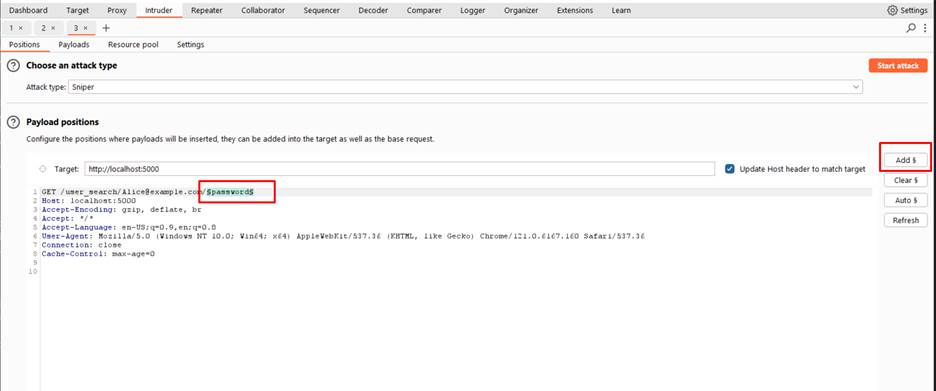 Dashboard Target Proxy Intruder Repeater Collaborator Sequencer Decoder Comparer Logger Organizer Extensions Learn Settings
1 × 2 × 3 × +
Positions Payloads Resource pool Settings
? Choose an attack type Start attack
Attack type: Sniper
? Payload positions
Configure the positions where payloads will be inserted, they can be added into the target as well as the base request.
Target: http://localhost:5000 Update Host header to match target Add §
1 GET /user_search/Alice@example.com/§password§
Clear §
2 Host: localhost:5000
3 Accept-Encoding: gzip, deflate, br
Auto §
4 Accept: */*
5 Accept-Language: en-US;q=0.9,en;q=0.8
Refresh
6 User-Agent: Mozilla/5.0 (Windows NT 10.0; Win64; x64) AppleWebKit/537.36 (KHTML, like Gecko) Chrome/121.0.6167.160 Safari/537.36
7 Connection: close
8 Cache-Control: max-age=0
9
10